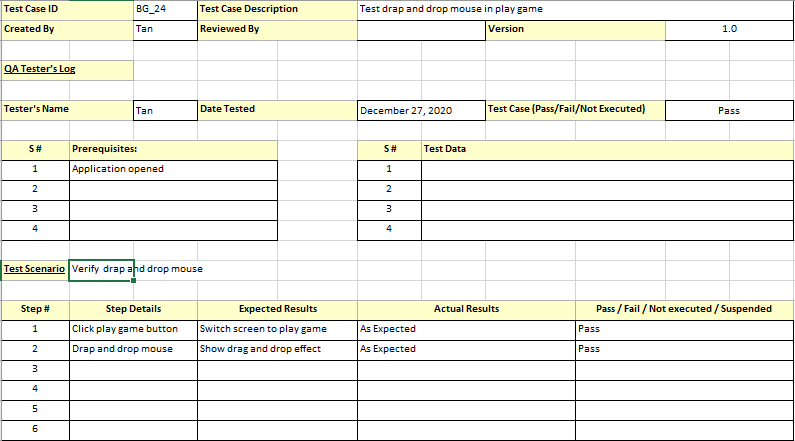 Test Case ID BG_24 Test Case Description Test drap and drop mouse in play game
Created By Tan Reviewed By Version 1.0
QA Tester's Log
Tester's Name Tan Date Tested December 27, 2020 Test Case (Pass/Fail/Not Executed) Pass
S # Prerequisites: S # Test Data
1 Application opened 1
2 2
3 3
4 4
Test Scenario Verify drap and drop mouse
Step # Step Details Expected Results Actual Results Pass / Fail / Not executed / Suspended
1 Click play game button Switch screen to play game As Expected Pass
2 Drap and drop mouse Show drag and drop effect As Expected Pass
3
4
5
6